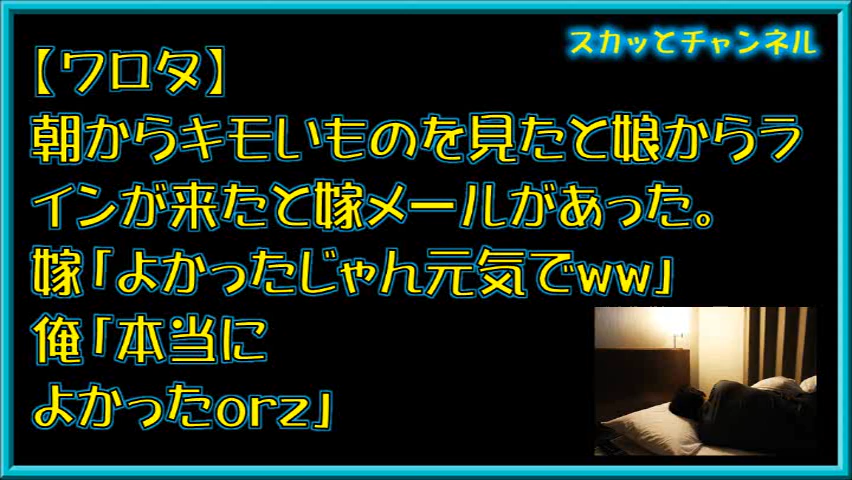 スカッとチャンネル
【ワロタ】
朝からキモいものを見たと娘からラ
インが来たと嫁メールがあった。
嫁「よかったじゃん元気でww」
俺「本当に
よかったorz」